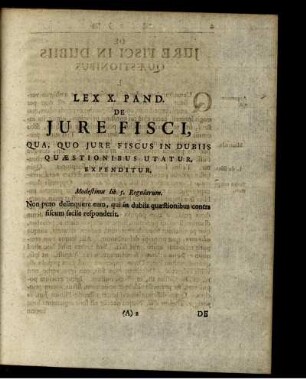 LEX X. PAND.
DE
JURE FISCI,
QUA, QUO JURE FISCUS IN DUBIIS
QUÆSTIONIBUS UTATUR,
EXPENDITUR.
Modestinus lib. 5. Regularum.
Non puto delinquere eum, qui in dubiis quæstionibus contra
fiscum facile responderit.
(A) 2 DE